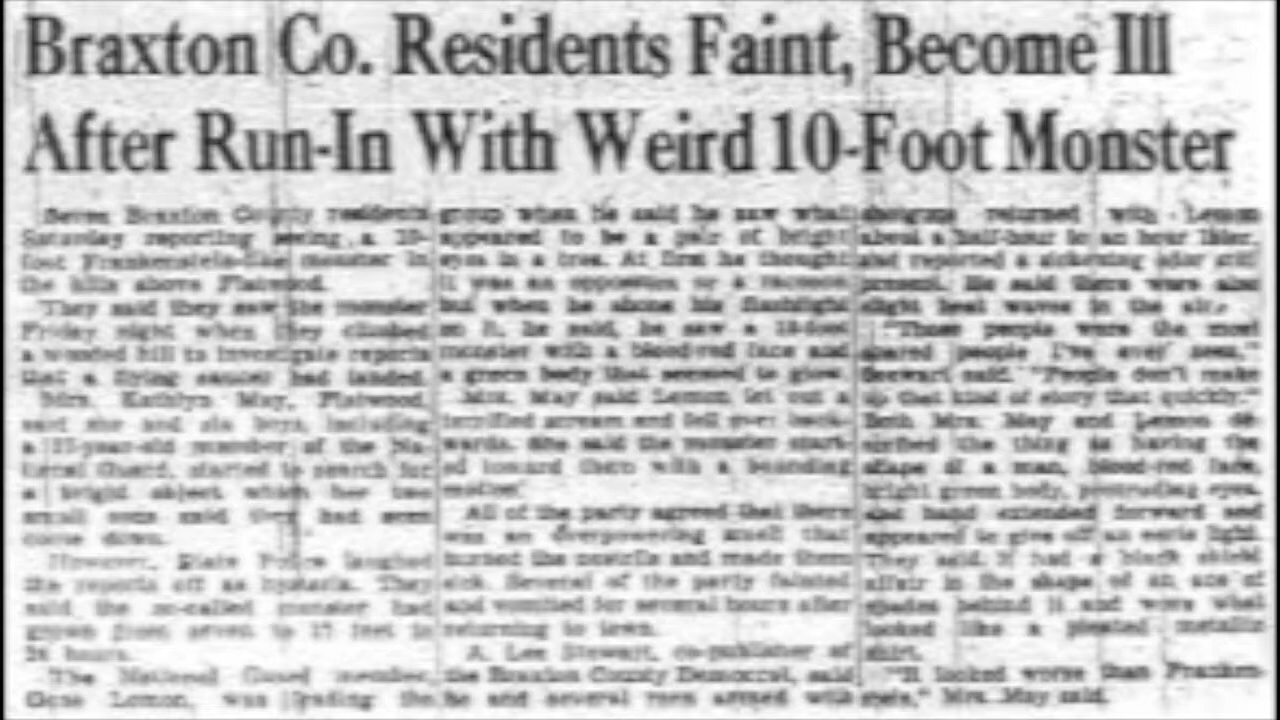 Braxton Co. Residents Faint, Become Ill
After Run-In With Weird 10-Foot Monster
Seven Braxton County residents
Saturday reporting seeing a 10-
foot Frankenstein-like monster in
the hills above Flatwood.
They said they saw the monster
Friday night when they climbed
a wooded hill to investigate reports
that a flying saucer had landed.
Mrs. Kathlyn May, Flatwood,
said she and six boys, including
a 17-year-old member of the Na-
tional Guard, started to search for
a bright object which her two
small sons said they had seen
come down.
However, State Police laughed
the reports off as hysteria. They
said the so-called monster had
grown from seven to 17 feet in
24 hours.
The National Guard member,
Gene Lemon, was leading the
group when he said he saw what
appeared to be a pair of bright
eyes in a tree. At first he thought
it was an opposion or a racoon
but when he shone his flashlight
on it, he said, he saw a 10-foot
monster with a blood-red face and
a green body that seemed to glow.
Mrs. May said Lemon let out a
terrified scream and fell over back-
wards. She said the monster start-
ed toward them with a bounding
motion.
All of the party agreed that there
was an overpowering smell that
burned the nostrils and made them
sick. Several of the party fainted
and vomited for several hours after
returning to town.
A. Lee Stewart, co-publisher of
the Braxton County Democrat, said
he and several men armed with
shotguns returned with Lemon
about a half-hour to an hour later,
and reported a sickening odor still
present. He said there were also
slight heat waves in the air.
"Those people were the most
scared people I've ever seen,"
Stewart said. "People don't make
up that kind of story that quickly."
Both Mrs. May and Lemon de-
scribed the thing as having the
shape of a man, blood-red face,
bright green body, protruding eyes,
and hand extended forward and
appeared to give off an eerie light.
They said it had a black shield
affair in the shape of an ace of
spades behind it and wore what
looked like a pleated metallic
shirt.
"It looked worse than Franken-
stein," Mrs. May said.